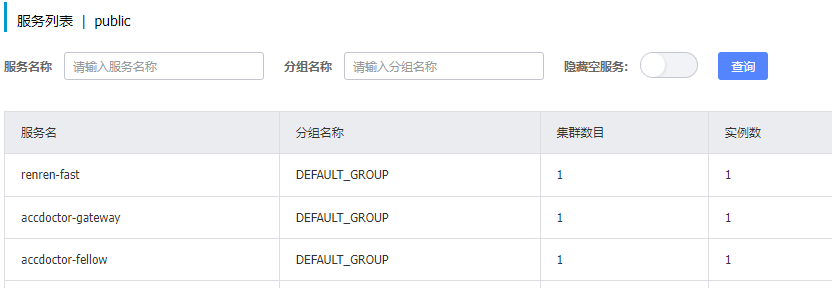 服务列表 | public
服务名称 请输入服务名称 分组名称 请输入分组名称 隐藏空服务: 查询
服务名 分组名称 集群数目 实例数
renren-fast DEFAULT_GROUP 1 1
accdoctor-gateway DEFAULT_GROUP 1 1
accdoctor-fellow DEFAULT_GROUP 1 1